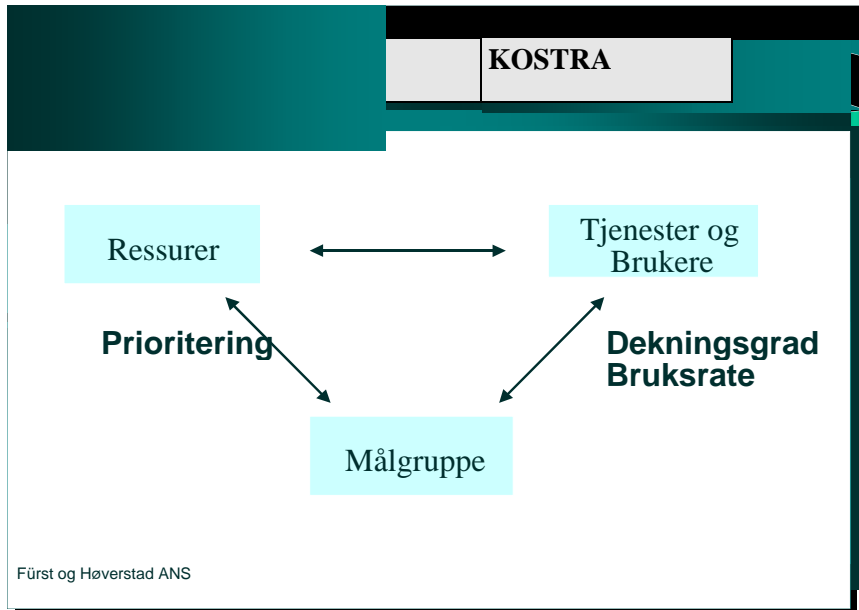 KOSTRA
Ressurer
Tjenester og
Brukere
Prioritering
Dekningsgrad
Bruksrate
Målgruppe
Fürst og Høverstad ANS